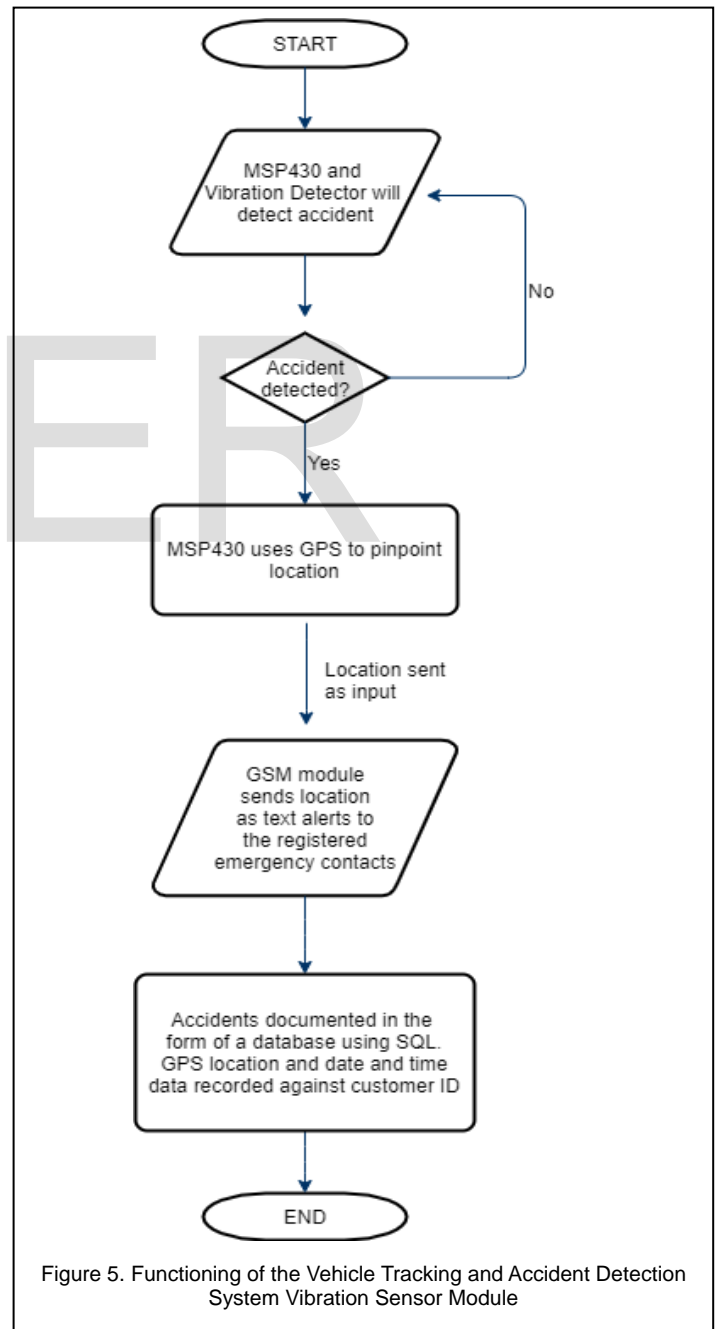 START
MSP430 and
Vibration Detector will
detect accident
No
Accident
detected?
Yes
MSP430 uses GPS to pinpoint
location
Location sent
as input
GSM module
sends location
as text alerts to
the registered
emergency contacts
Accidents documented in the
form of a database using SQL.
GPS location and date and time
data recorded against customer ID
END
Figure 5. Functioning of the Vehicle Tracking and Accident Detection
System Vibration Sensor Module
ER